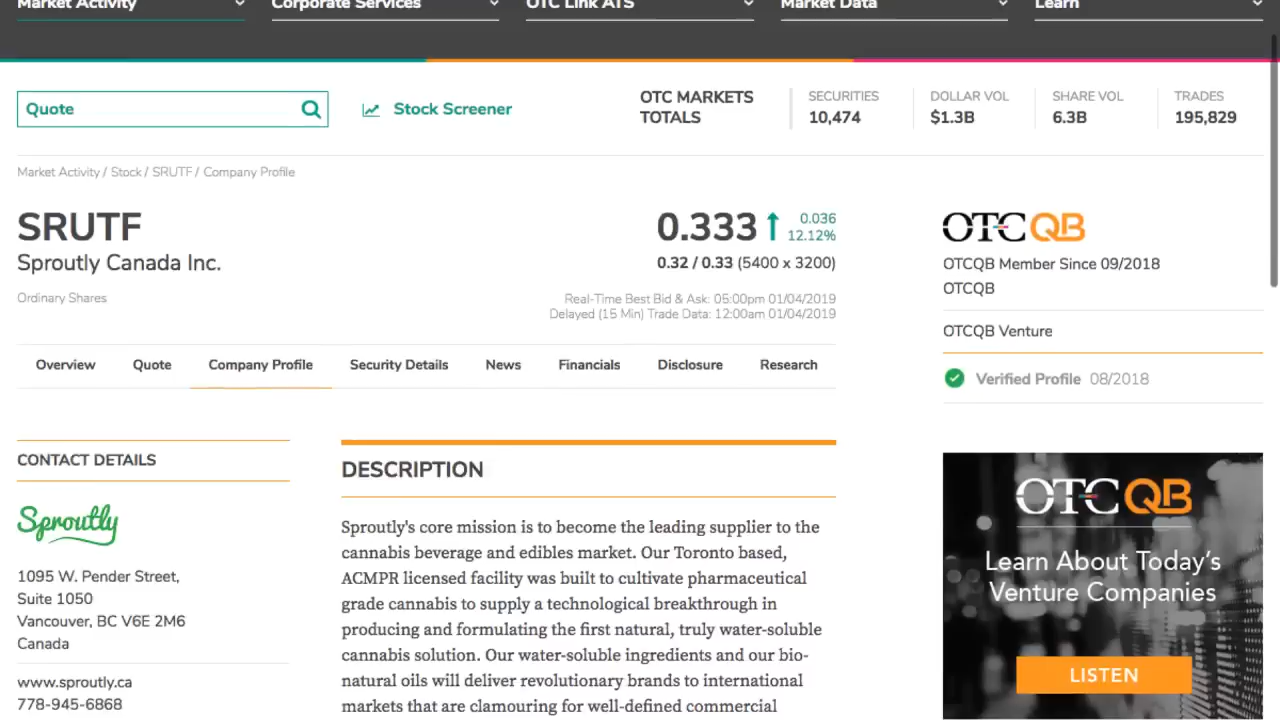 Market Activity
Corporate Services
OTC Link ATS
Market Data
Learn
Quote
Stock Screener
OTC MARKETS
TOTALS
SECURITIES
10,474
DOLLAR VOL
$1.3B
SHARE VOL
6.3B
TRADES
195,829
Market Activity / Stock / SRUTF / Company Profile
SRUTF
Sproutly Canada Inc.
Ordinary Shares
0.333
0.036
12.12%
0.32 / 0.33 (5400 x 3200)
Real-Time Best Bid & Ask: 05:00pm 01/04/2019
Delayed (15 Min) Trade Data: 12:00am 01/04/2019
OTCQB
OTCQB Member Since 09/2018
OTCQB
OTCQB Venture
Verified Profile 08/2018
Overview
Quote
Company Profile
Security Details
News
Financials
Disclosure
Research
CONTACT DETAILS
Sproutly
1095 W. Pender Street,
Suite 1050
Vancouver, BC V6E 2M6
Canada
www.sproutly.ca
778-945-6868
DESCRIPTION
Sproutly's core mission is to become the leading supplier to the
cannabis beverage and edibles market. Our Toronto based,
ACMPR licensed facility was built to cultivate pharmaceutical
grade cannabis to supply a technological breakthrough in
producing and formulating the first natural, truly water-soluble
cannabis solution. Our water-soluble ingredients and our bio-
natural oils will deliver revolutionary brands to international
markets that are clamouring for well-defined commercial
OTCQB
Learn About Today's
Venture Companies
LISTEN